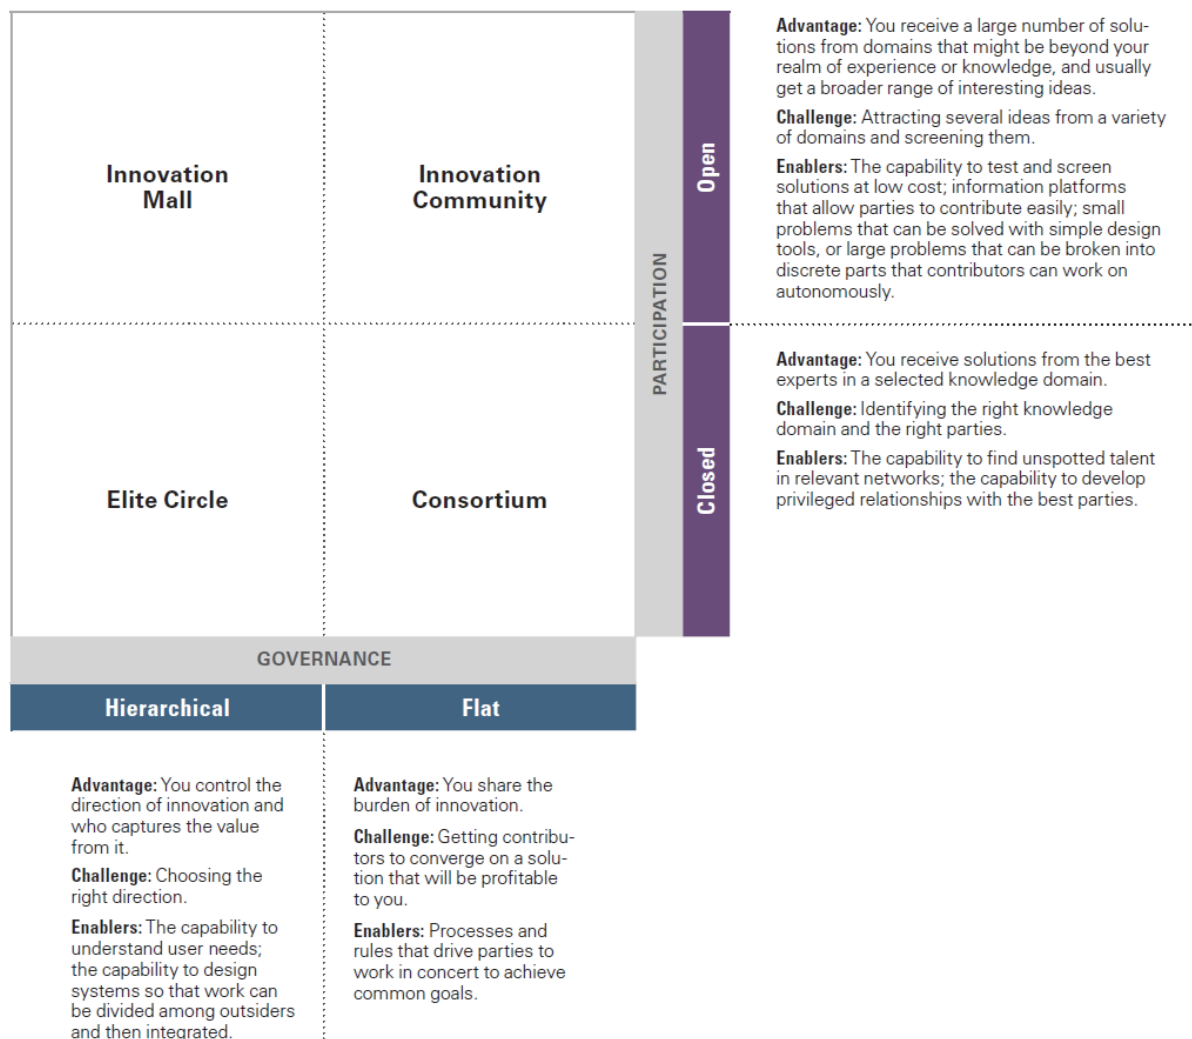 Innovation
Mall
Innovation
Community
Elite Circle
Consortium
PARTICIPATION
Open
Closed
Advantage: You receive a large number of solu-
tions from domains that might be beyond your
realm of experience or knowledge, and usually
get a broader range of interesting ideas.
Challenge: Attracting several ideas from a variety
of domains and screening them.
Enablers: The capability to test and screen
solutions at low cost; information platforms
that allow parties to contribute easily; small
problems that can be solved with simple design
tools, or large problems that can be broken into
discrete parts that contributors can work on
autonomously.
Advantage: You receive solutions from the best
experts in a selected knowledge domain.
Challenge: Identifying the right knowledge
domain and the right parties.
Enablers: The capability to find unspotted talent
in relevant networks; the capability to develop
privileged relationships with the best parties.
GOVERNANCE
Hierarchical
Flat
Advantage: You control the
direction of innovation and
who captures the value
from it.
Challenge: Choosing the
right direction.
Enablers: The capability to
understand user needs;
the capability to design
systems so that work can
be divided among outsiders
and then integrated.
Advantage: You share the
burden of innovation.
Challenge: Getting contribu-
tors to converge on a solu-
tion that will be profitable
to you.
Enablers: Processes and
rules that drive parties to
work in concert to achieve
common goals.